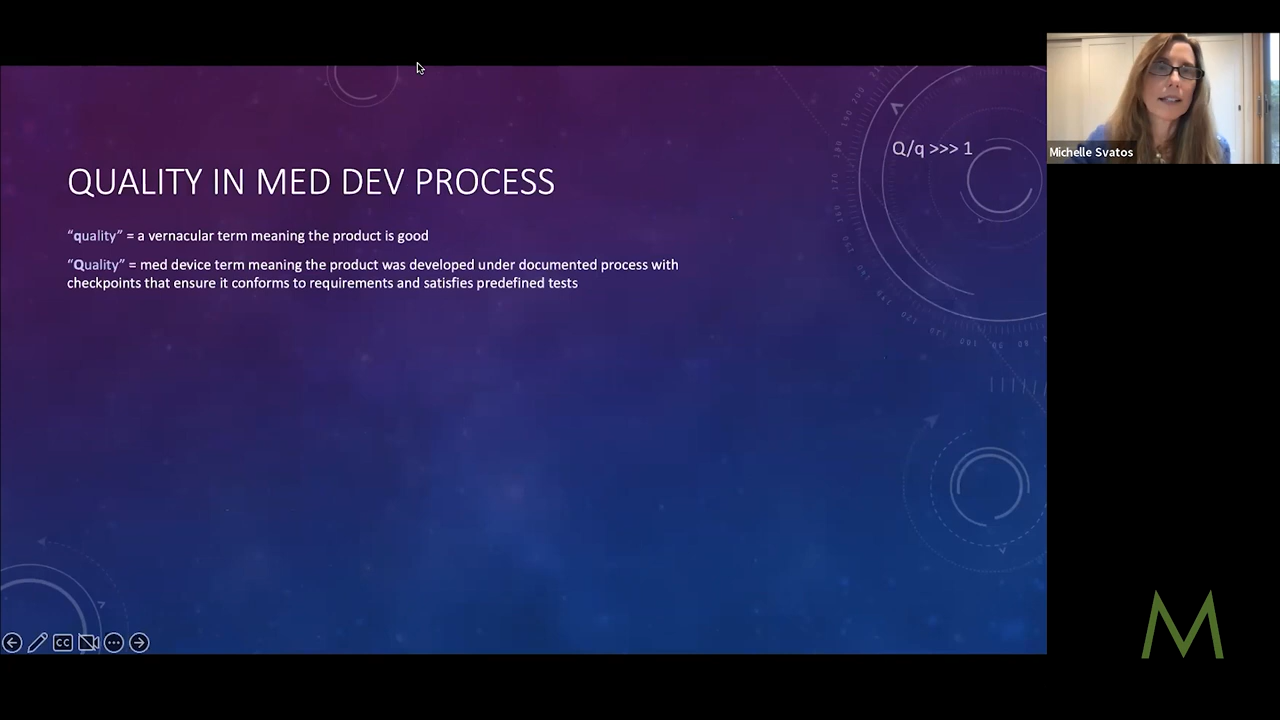 Q/q >>> 1
Michelle Svatos
QUALITY IN MED DEV PROCESS
“quality” = a vernacular term meaning the product is good
“Quality” = med device term meaning the product was developed under documented process with
checkpoints that ensure it conforms to requirements and satisfies predefined tests
CC
M